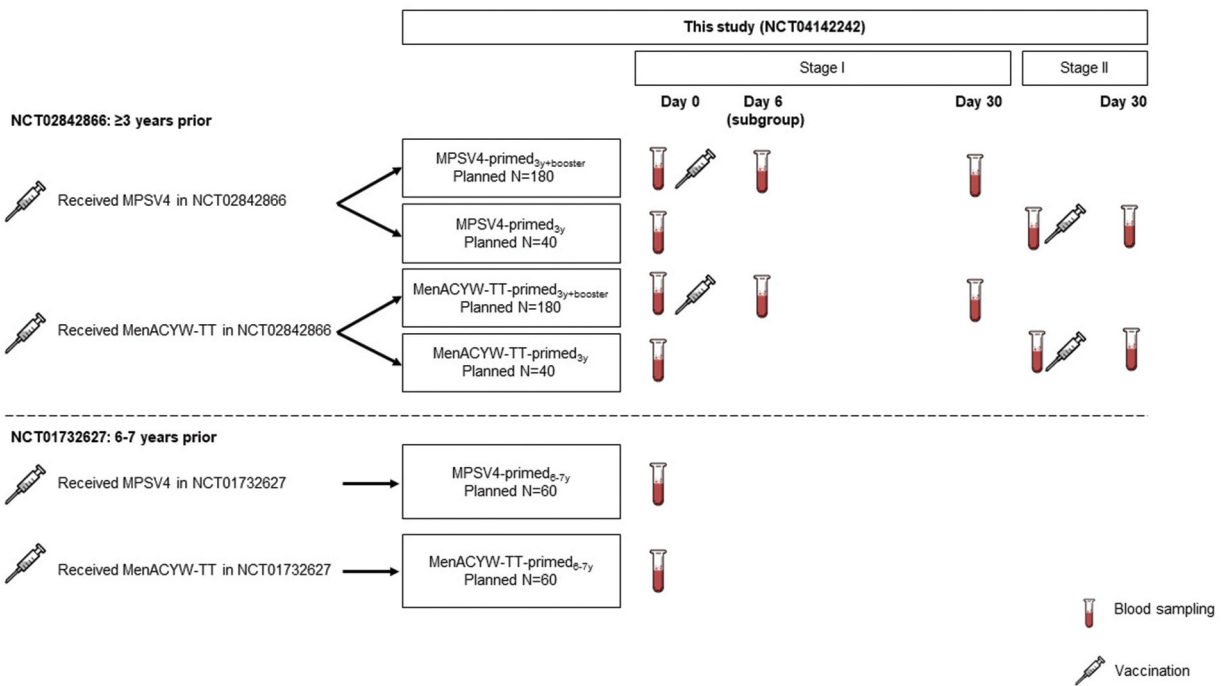 This study (NCT04142242)
Stage I
Stage II
Day 0
Day 6
(subgroup)
Day 30
Day 30
NCT02842866: ≥3 years prior
Received MPSV4 in NCT02842866
MPSV4-primed3y+booster
Planned N=180
MPSV4-primed3y
Planned N=40
Received MenACYW-TT in NCT02842866
MenACYW-TT-primed3y+booster
Planned N=180
MenACYW-TT-primed3y
Planned N=40
NCT01732627: 6-7 years prior
Received MPSV4 in NCT01732627
MPSV4-primed6-7y
Planned N=60
Received MenACYW-TT in NCT01732627
MenACYW-TT-primed6-7y
Planned N=60
Blood sampling
Vaccination